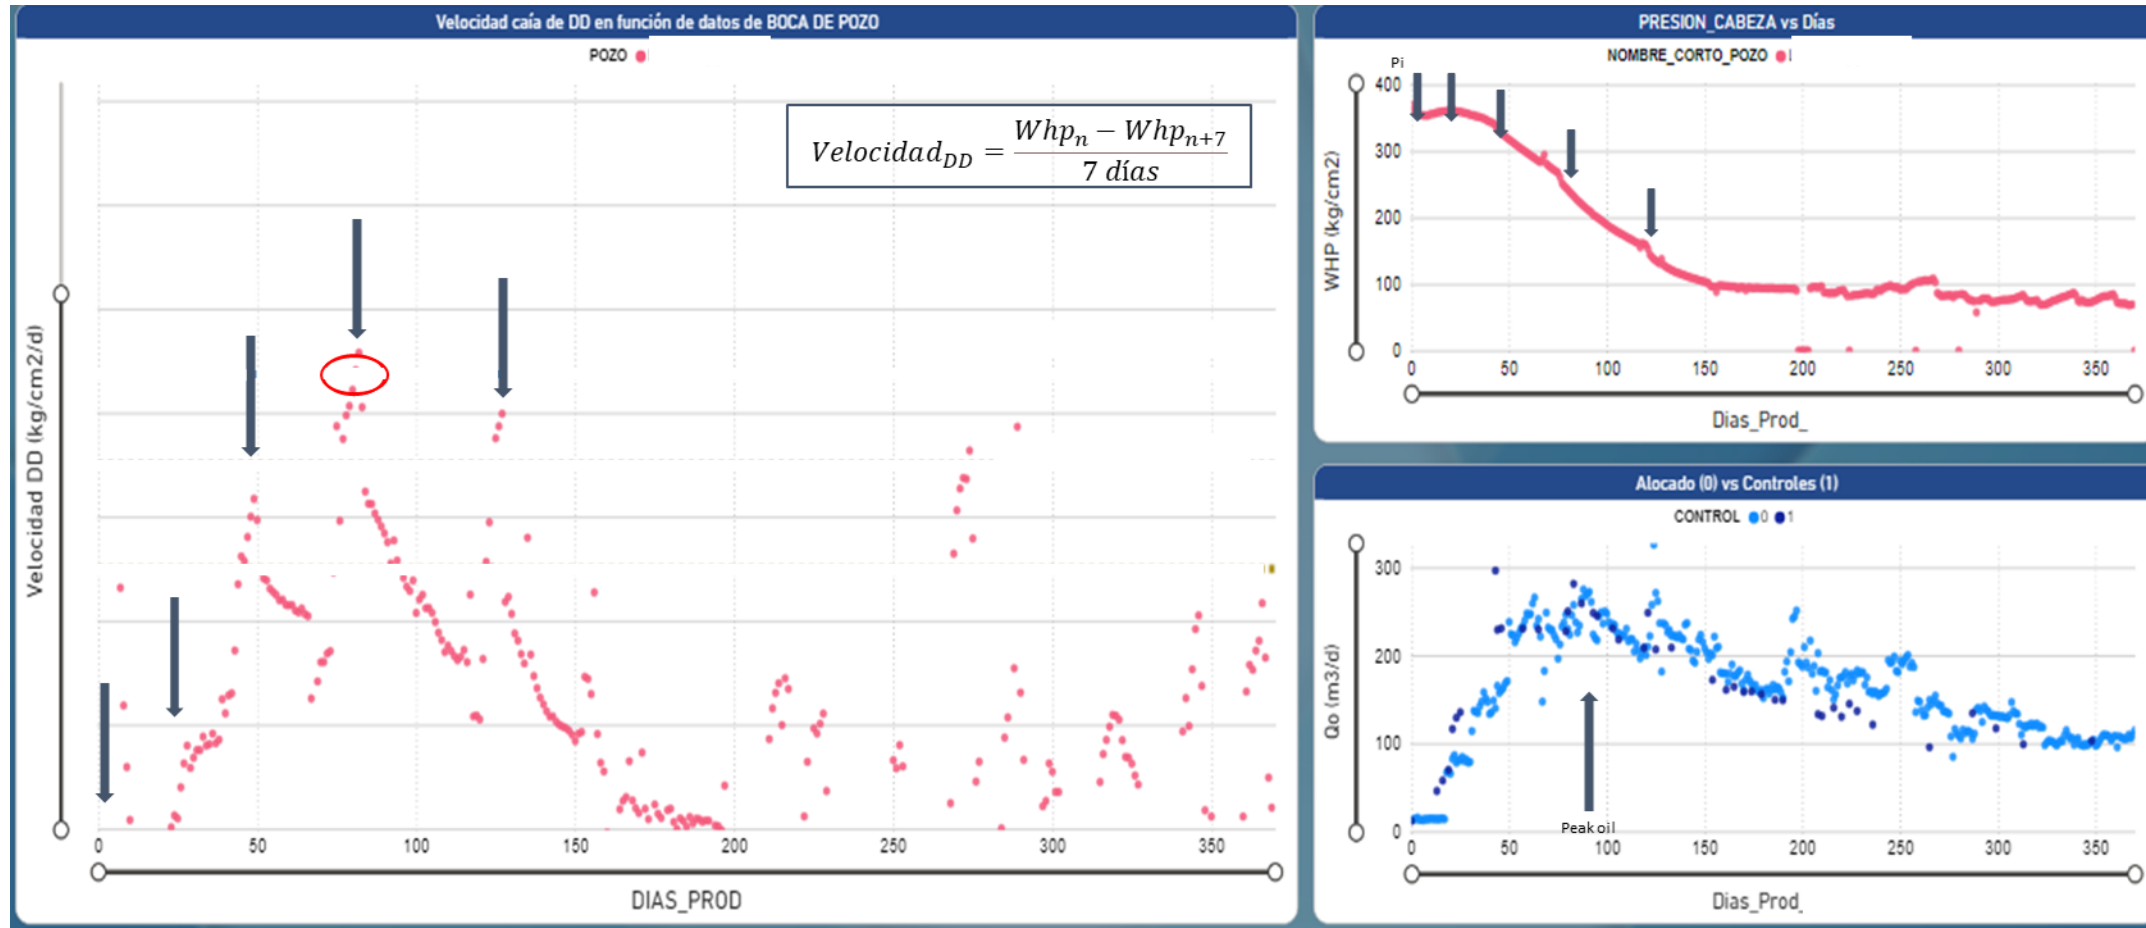 Velocidad caía de DD en función de datos de BOCA DE POZO
POZO
Velocidad_DD = (Whp_n − Whp_n+7) / 7 días
Velocidad DD (kg/cm2/d)
0 50 100 150 200 250 300 350
DIAS_PROD
PRESION_CABEZA vs Días
NOMBRE_CORTO_POZO
Pi
400
300
200
100
0
WHP (kg/cm2)
0 50 100 150 200 250 300 350
Dias_Prod_
Alocado (0) vs Controles (1)
CONTROL 0 1
300
200
100
0
Qo (m3/d)
Peak oil
0 50 100 150 200 250 300 350
Dias_Prod_